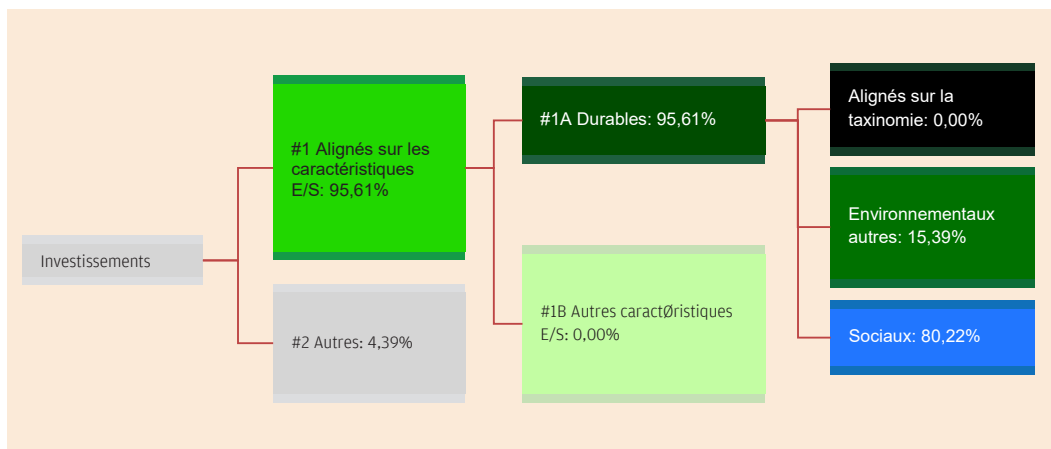 Investissements
#1 Alignés sur les
caractéristiques
E/S: 95,61%
#2 Autres: 4,39%
#1A Durables: 95,61%
#1B Autres caractØristiques
E/S: 0,00%
Alignés sur la
taxinomie: 0,00%
Environnementaux
autres: 15,39%
Sociaux: 80,22%